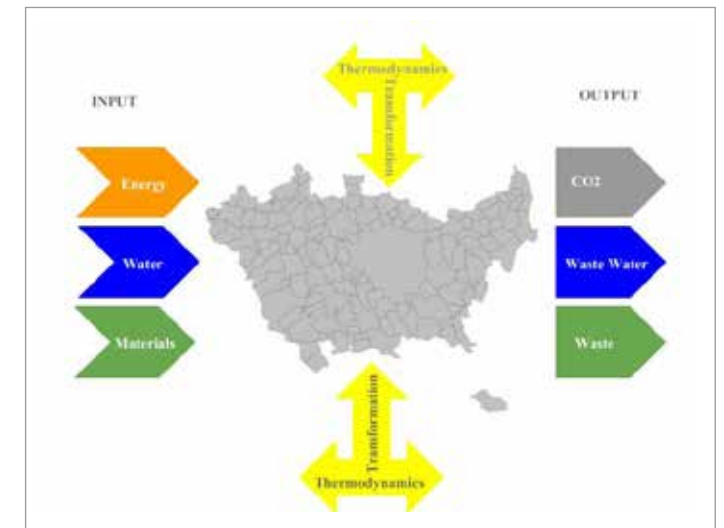 Thermodynamics
Transformation
INPUT
OUTPUT
Energy
CO2
Water
Waste Water
Materials
Waste
Transformation
Thermodynamics